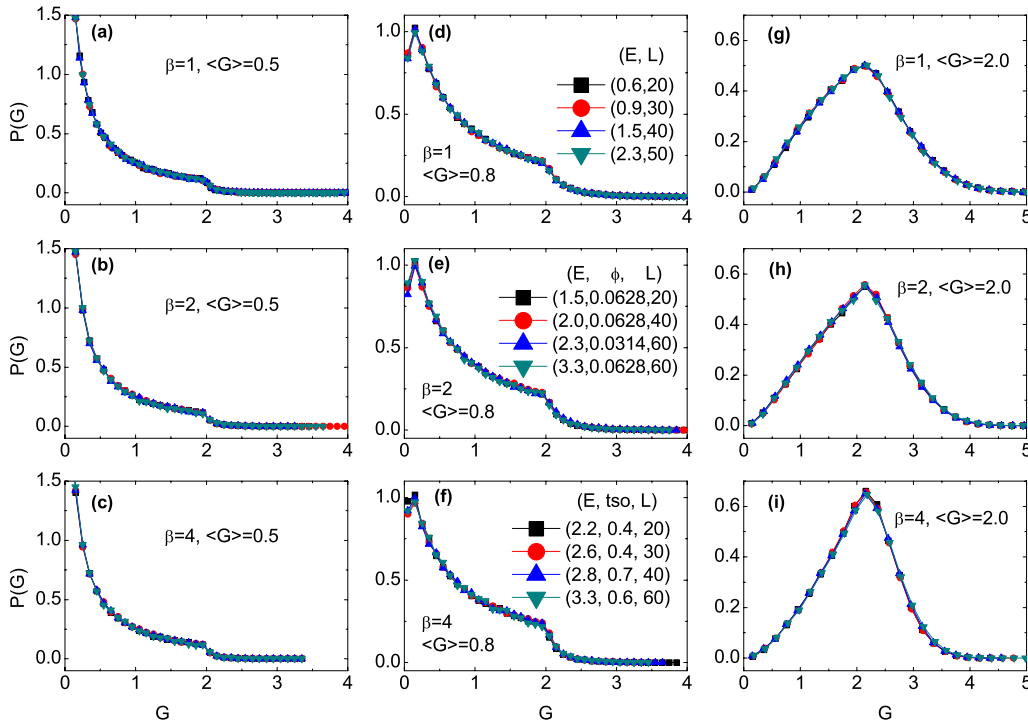 (a)
β=1, <G>=0.5
P(G)
1.5
1.0
0.5
0.0
0 1 2 3 4
(d)
(E, L)
(0.6,20)
(0.9,30)
(1.5,40)
(2.3,50)
β=1
<G>=0.8
1.0
0.5
0.0
0 1 2 3 4
(g)
β=1, <G>=2.0
0.6
0.4
0.2
0.0
0 1 2 3 4 5
(b)
β=2, <G>=0.5
P(G)
1.5
1.0
0.5
0.0
0 1 2 3 4
(e)
(E, ϕ, L)
(1.5,0.0628,20)
(2.0,0.0628,40)
(2.3,0.0314,60)
(3.3,0.0628,60)
β=2
<G>=0.8
1.0
0.5
0.0
0 1 2 3 4
(h)
β=2, <G>=2.0
0.6
0.4
0.2
0.0
0 1 2 3 4 5
(c)
β=4, <G>=0.5
P(G)
1.5
1.0
0.5
0.0
0 1 2 3 4
G
(f)
(E, tso, L)
(2.2, 0.4, 20)
(2.6, 0.4, 30)
(2.8, 0.7, 40)
(3.3, 0.6, 60)
β=4
<G>=0.8
1.0
0.5
0.0
0 1 2 3 4
G
(i)
β=4, <G>=2.0
0.6
0.4
0.2
0.0
0 1 2 3 4 5
G